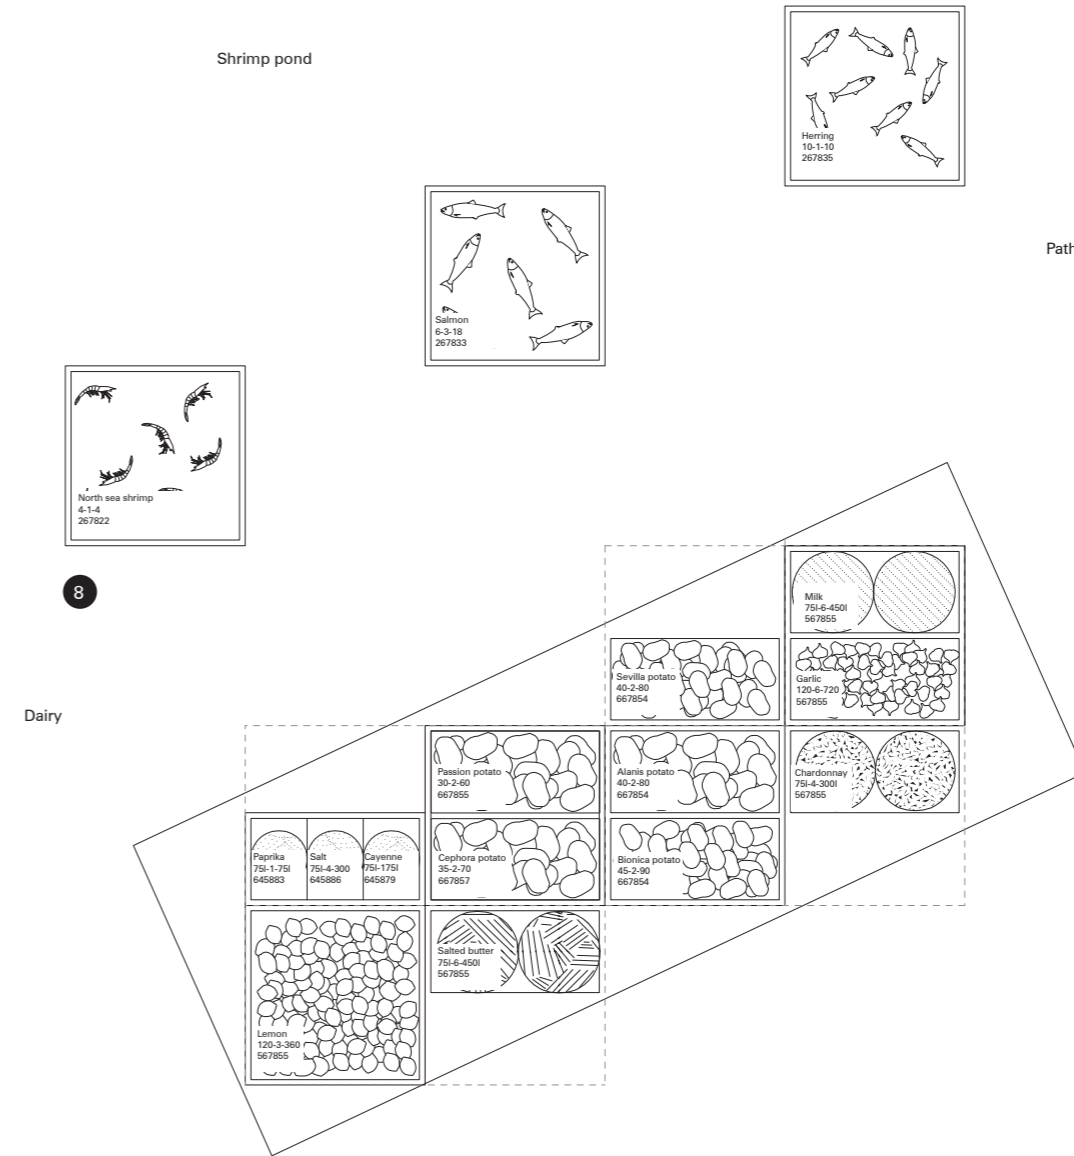 Shrimp pond
Herring
10-1-10
267835
Path
Salmon
6-3-18
267833
North sea shrimp
4-1-4
267822
8
Milk
75l-6-450l
567855
Sevilla potato
40-2-80
667854
Garlic
120-6-720
567855
Dairy
Passion potato
30-2-60
667855
Alanis potato
40-2-80
667854
Chardonnay
75l-4-300l
567855
Paprika
75l-1-75l
645883
Salt
75l-4-300
645886
Cayenne
75l-175l
645879
Cephora potato
35-2-70
667857
Bionica potato
45-2-90
667854
Salted butter
75l-6-450l
567855
Lemon
120-3-360
567855